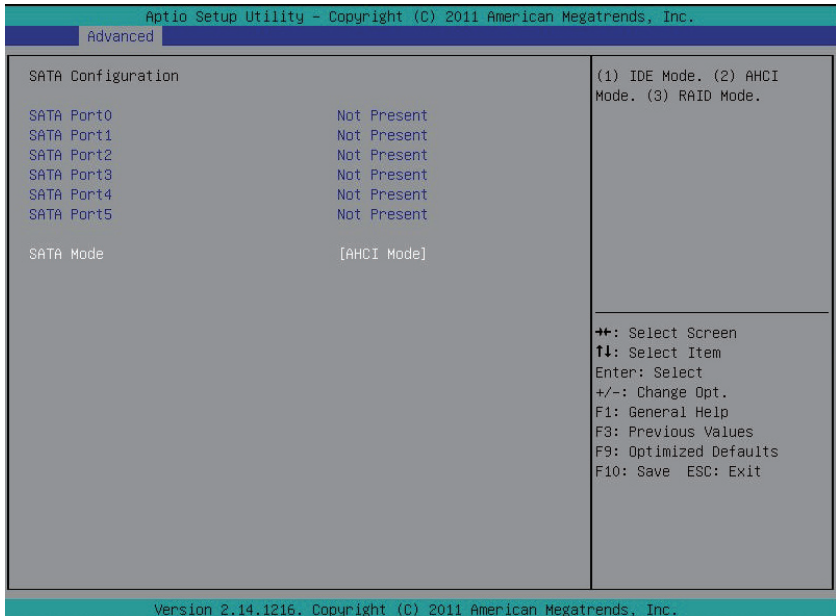 Aptio Setup Utility – Copyright (C) 2011 American Megatrends, Inc.
Advanced
SATA Configuration
SATA Port0 Not Present
SATA Port1 Not Present
SATA Port2 Not Present
SATA Port3 Not Present
SATA Port4 Not Present
SATA Port5 Not Present
SATA Mode [AHCI Mode]
(1) IDE Mode. (2) AHCI
Mode. (3) RAID Mode.
→←: Select Screen
↑↓: Select Item
Enter: Select
+/-: Change Opt.
F1: General Help
F3: Previous Values
F9: Optimized Defaults
F10: Save ESC: Exit
Version 2.14.1216. Copyright (C) 2011 American Megatrends, Inc.